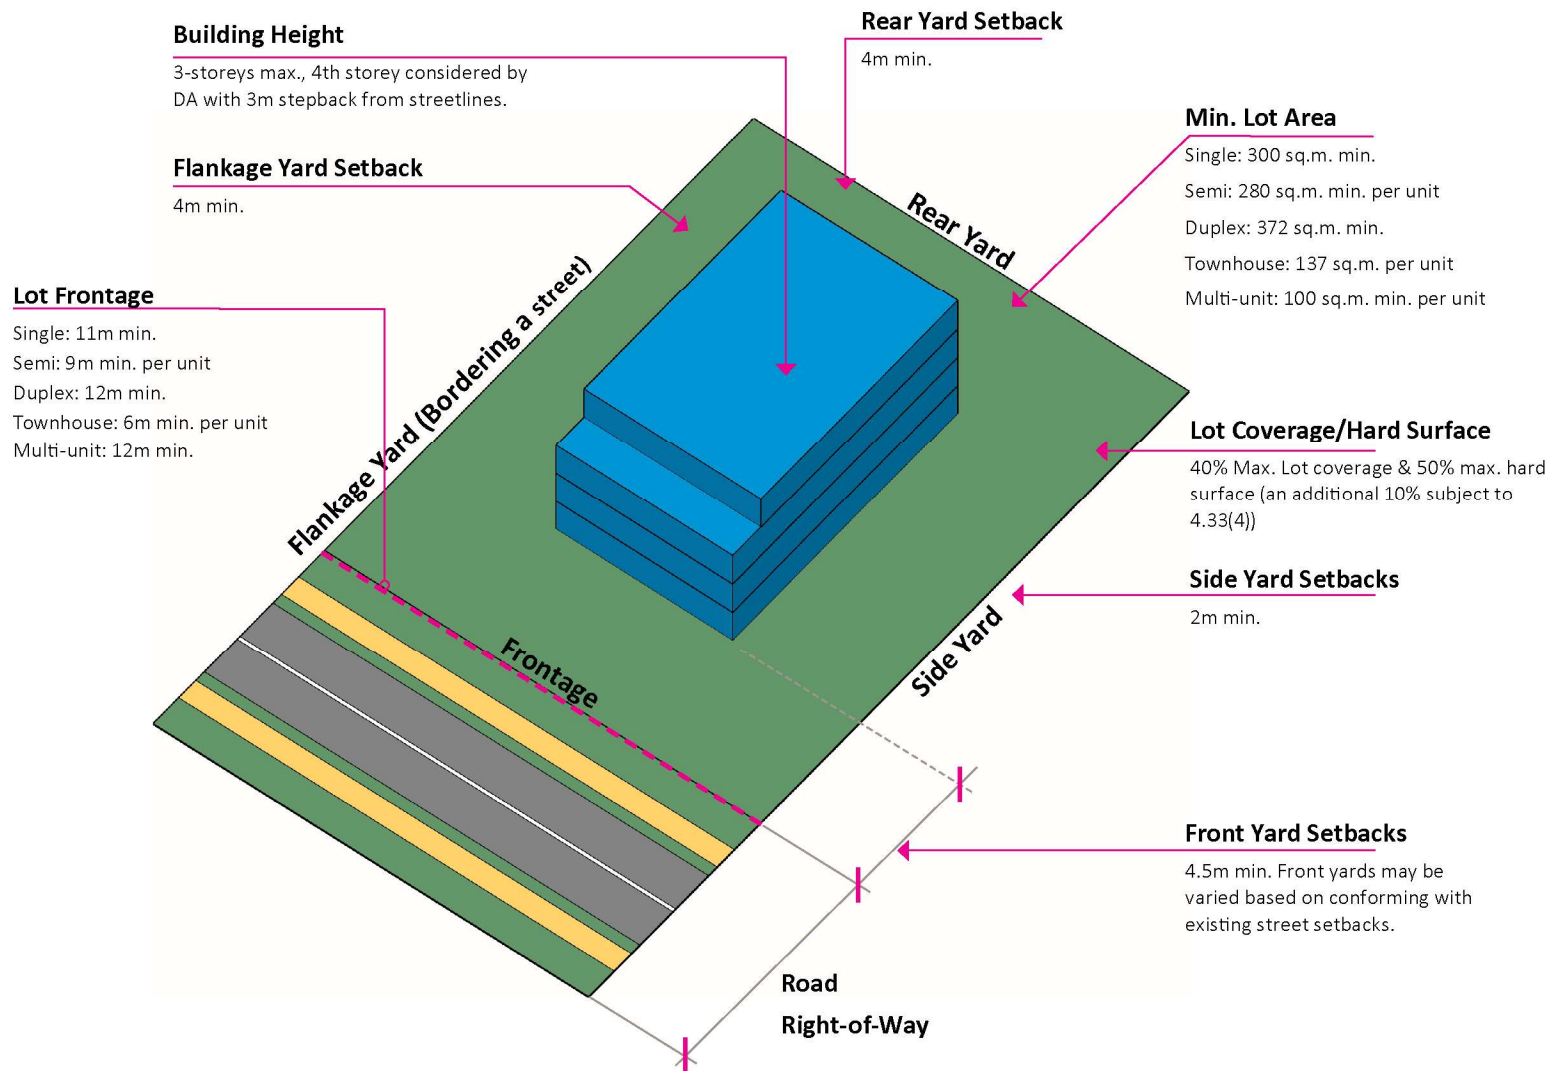 Building Height
3-storeys max., 4th storey considered by
DA with 3m stepback from streetlines.
Rear Yard Setback
4m min.
Min. Lot Area
Single: 300 sq.m. min.
Semi: 280 sq.m. min. per unit
Duplex: 372 sq.m. min.
Townhouse: 137 sq.m. per unit
Multi-unit: 100 sq.m. min. per unit
Flankage Yard Setback
4m min.
Rear Yard
Lot Frontage
Single: 11m min.
Semi: 9m min. per unit
Duplex: 12m min.
Townhouse: 6m min. per unit
Multi-unit: 12m min.
Flankage Yard (Bordering a street)
Lot Coverage/Hard Surface
40% Max. Lot coverage & 50% max. hard
surface (an additional 10% subject to
4.33(4))
Side Yard Setbacks
2m min.
Side Yard
Frontage
Front Yard Setbacks
4.5m min. Front yards may be
varied based on conforming with
existing street setbacks.
Road
Right-of-Way